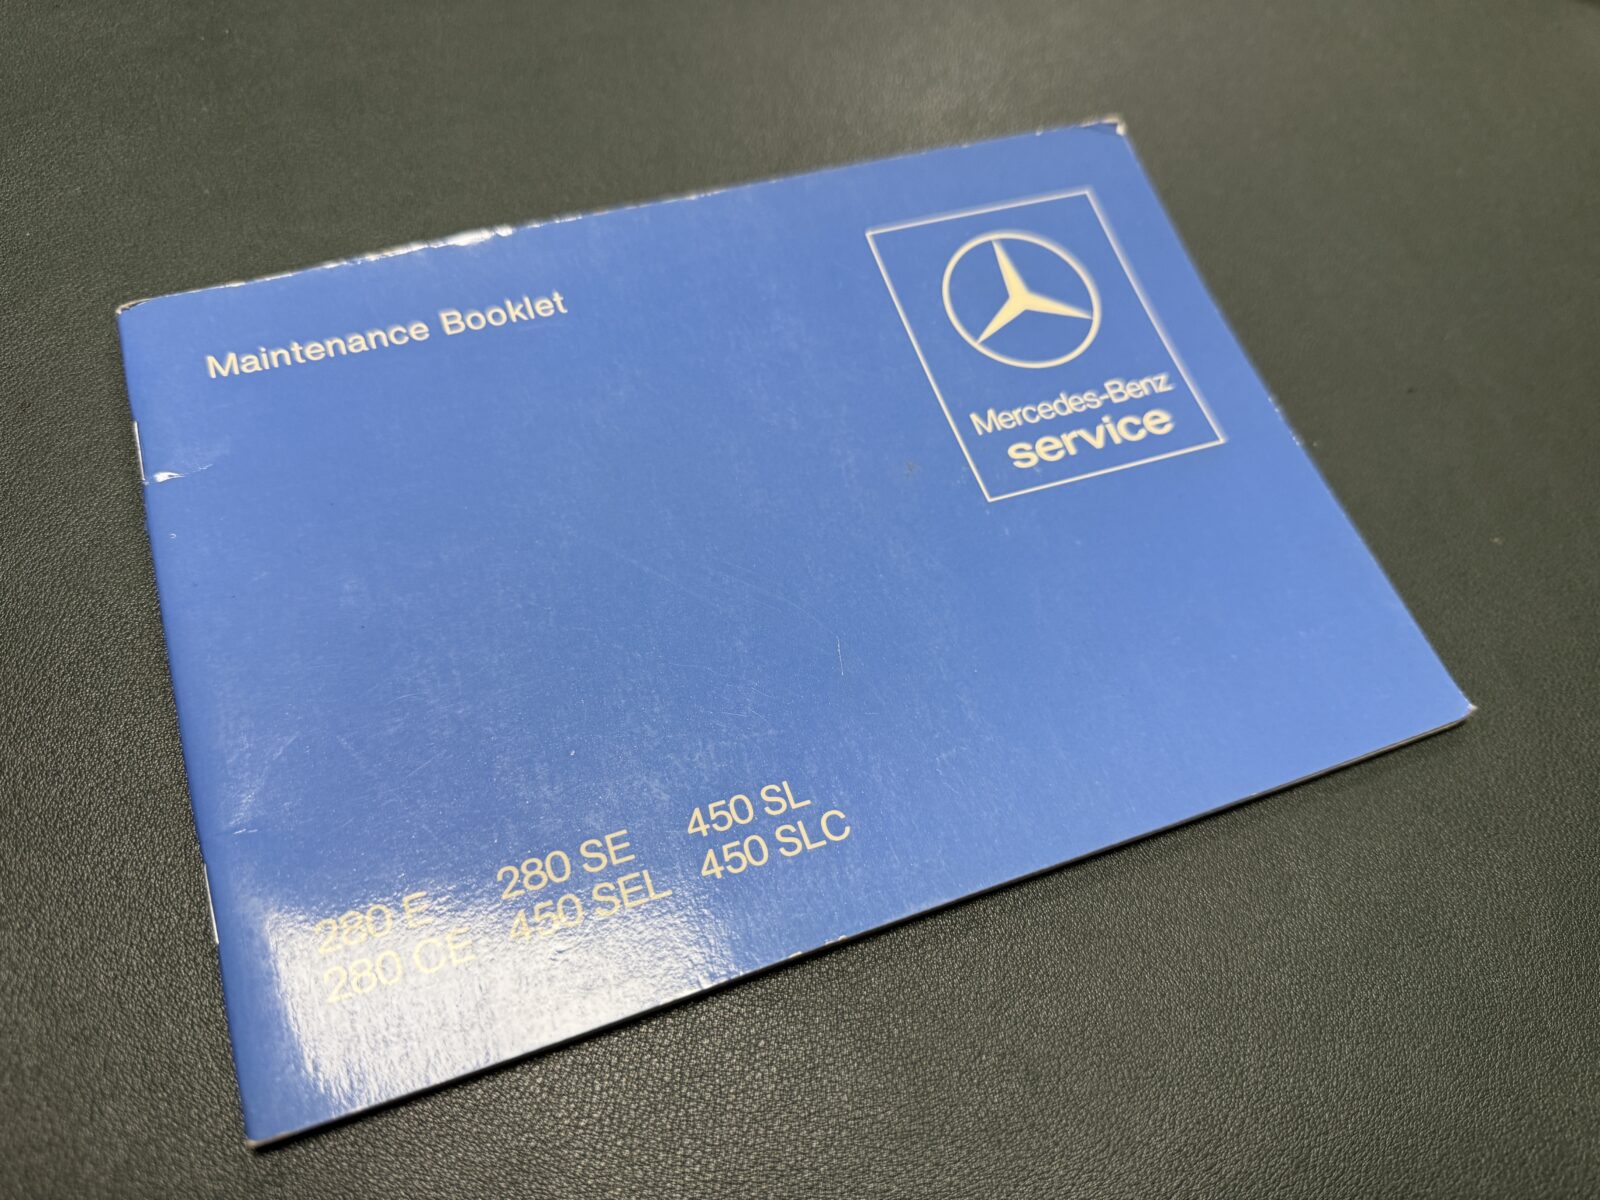 Maintenance Booklet
Mercedes-Benz
service
280 E 280 SE 450 SL
280 CE 450 SEL 450 SLC